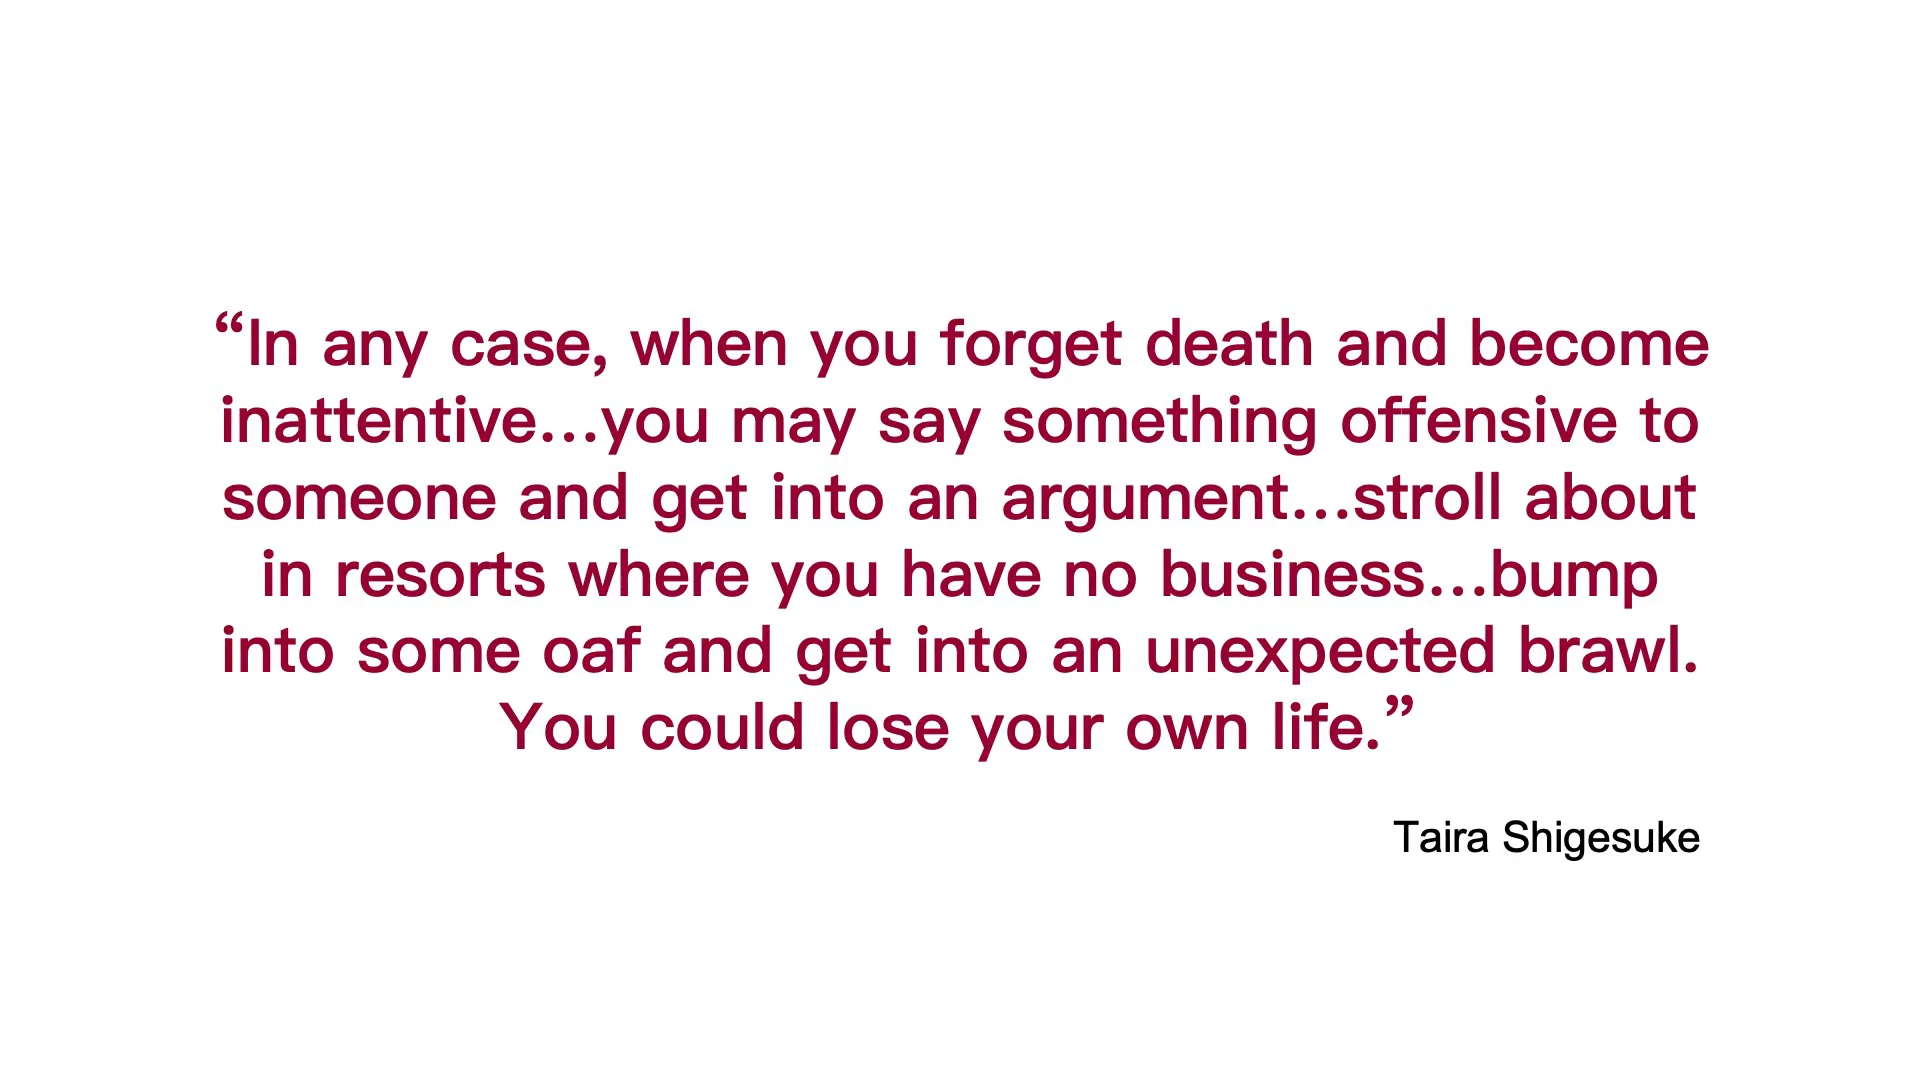 “In any case, when you forget death and become
inattentive…you may say something offensive to
someone and get into an argument…stroll about
in resorts where you have no business…bump
into some oaf and get into an unexpected brawl.
You could lose your own life.”
Taira Shigesuke